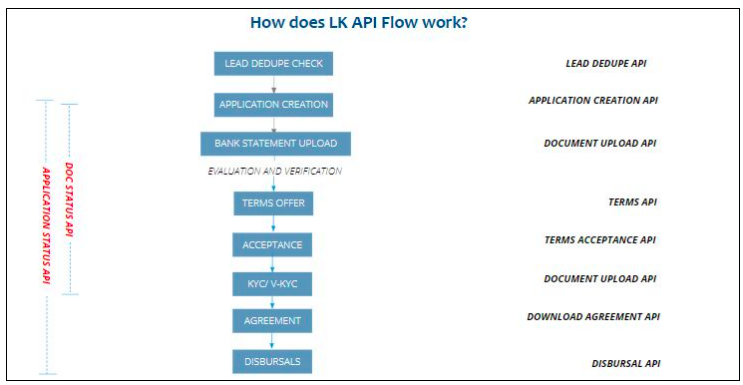 How does LK API Flow work?
LEAD DEDUPE CHECK
LEAD DEDUPE API
APPLICATION CREATION
APPLICATION CREATION API
BANK STATEMENT UPLOAD
DOCUMENT UPLOAD API
EVALUATION AND VERIFICATION
TERMS OFFER
TERMS API
ACCEPTANCE
TERMS ACCEPTANCE API
KYC/ V-KYC
DOCUMENT UPLOAD API
AGREEMENT
DOWNLOAD AGREEMENT API
DISBURSALS
DISBURSAL API
APPLICATION STATUS API
DOC STATUS API